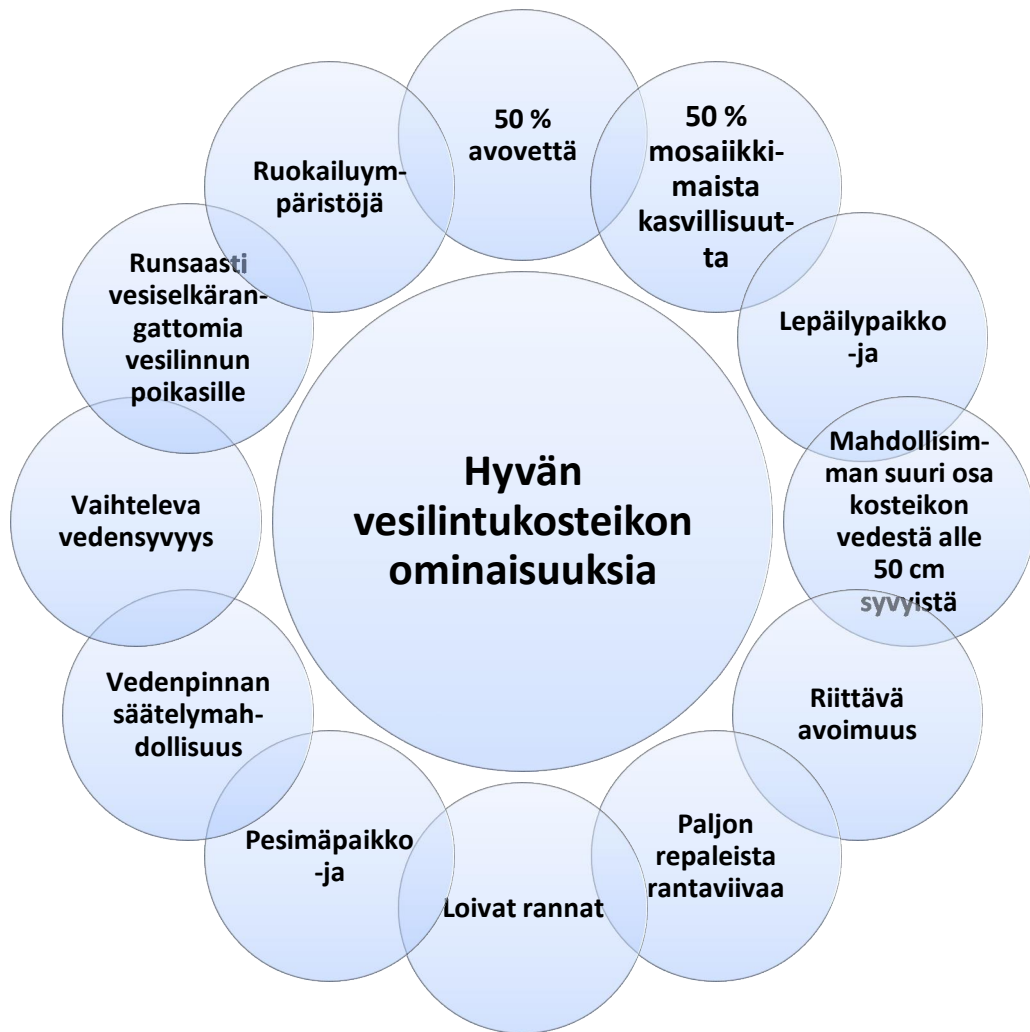 50 %
avovettä
50 %
mosaiikki-
maista
kasvillisuut-
ta
Lepäilypaikko
-ja
Mahdollisim-
man suuri osa
kosteikon
vedestä alle
50 cm
syvyistä
Riittävä
avoimuus
Paljon
repaleista
rantaviivaa
Loivat rannat
Pesimäpaikko
-ja
Vedenpinnan
säätelymah-
dollisuus
Vaihteleva
vedensyvyys
Runsaasti
vesiselkäran-
gattomia
vesilinnun
poikasille
Ruokailuym-
päristöjä
Hyvän
vesilintukosteikon
ominaisuuksia